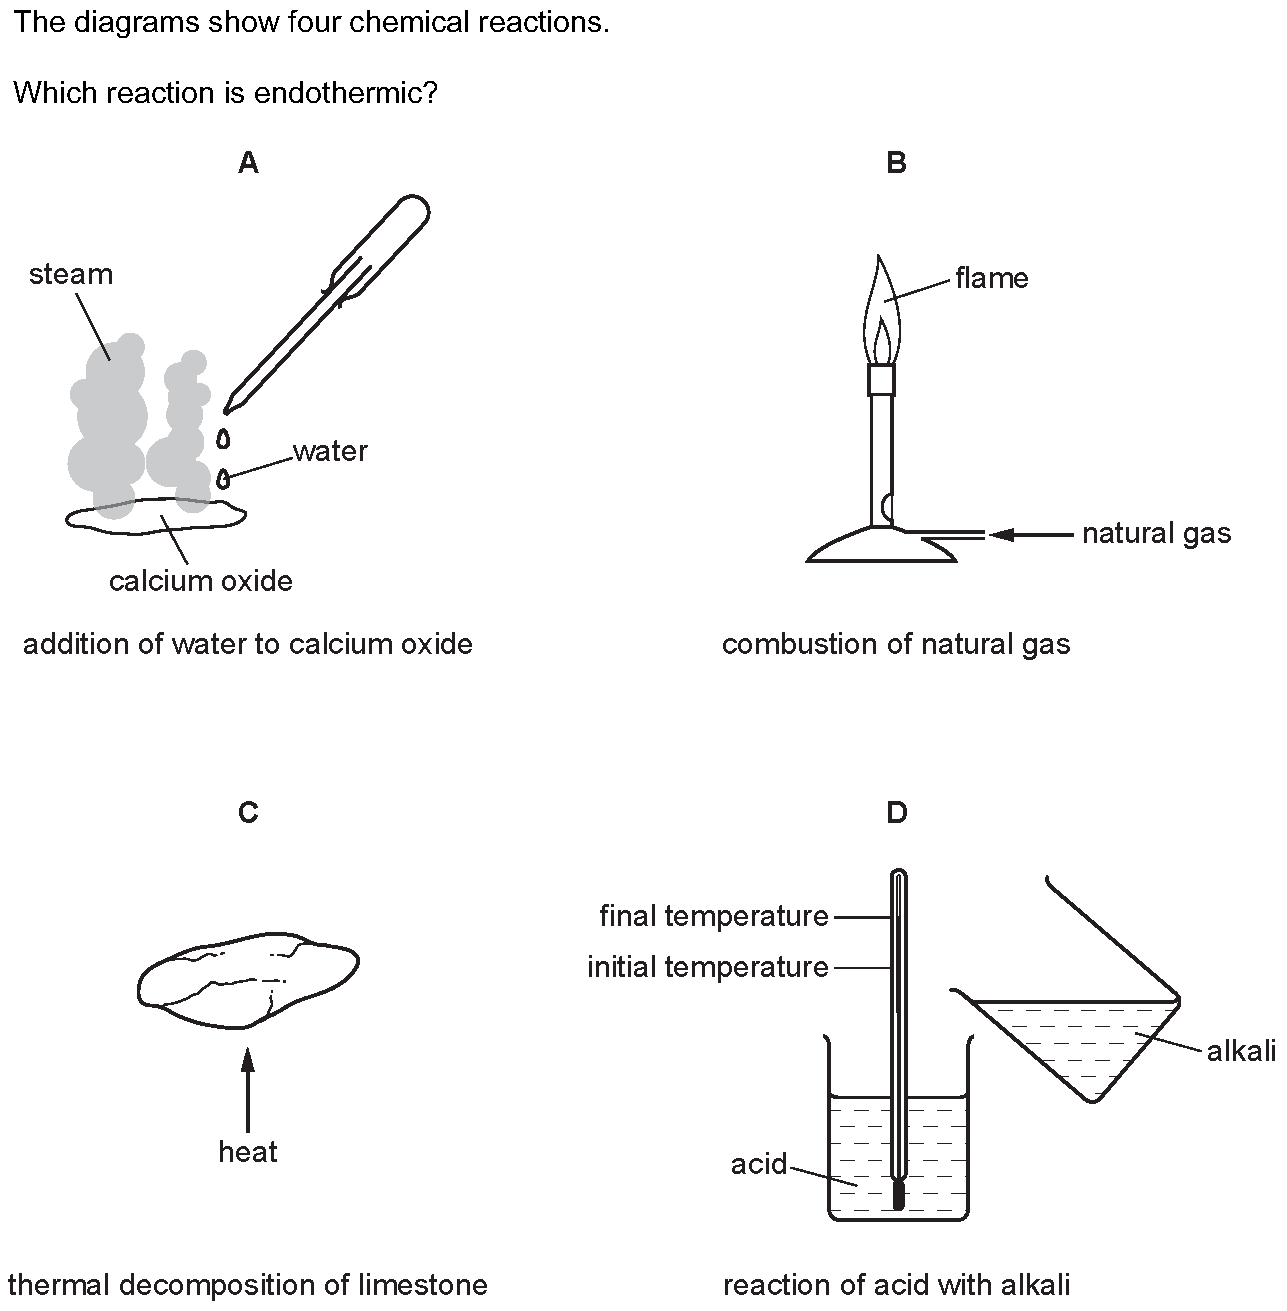 The diagrams show four chemical reactions.
Which reaction is endothermic?
A
steam
water
calcium oxide
addition of water to calcium oxide
B
flame
natural gas
combustion of natural gas
C
heat
thermal decomposition of limestone
D
final temperature
initial temperature
alkali
acid
reaction of acid with alkali